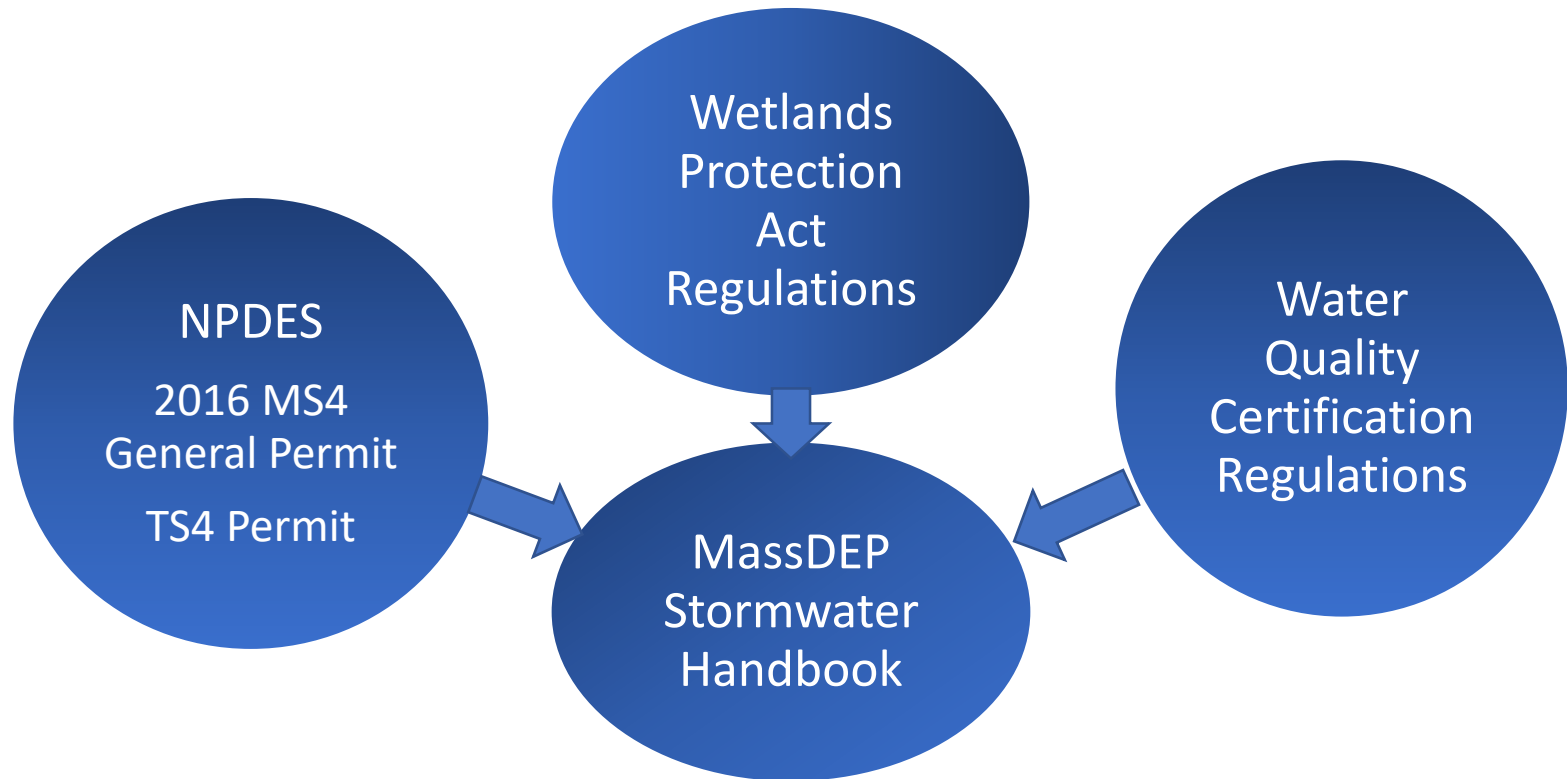 Wetlands
Protection
Act
Regulations
NPDES
2016 MS4
General Permit
TS4 Permit
Water
Quality
Certification
Regulations
MassDEP
Stormwater
Handbook